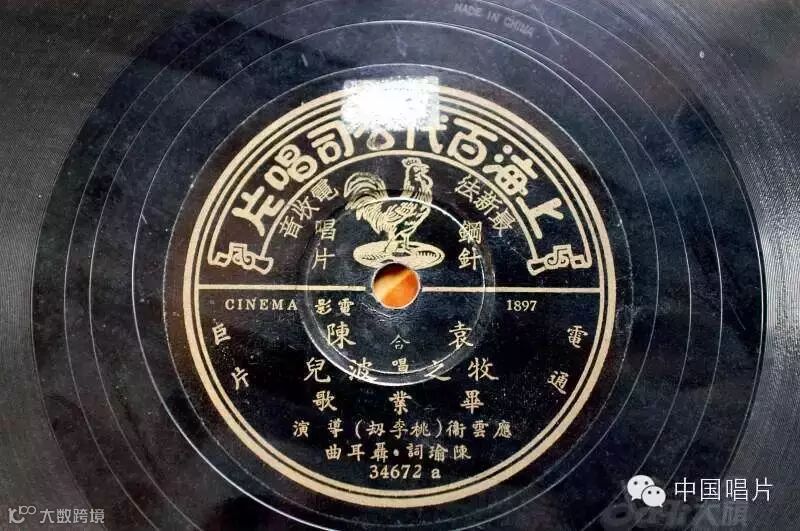 MADE IN CHINA
上海百代公司唱片
最新法電收音
鋼針唱片
CINEMA 電影 1897
電通巨片
袁牧之 陳波兒 合唱
畢業歌
應雲衛(桃李刼)導演
陳瑜詞・聶耳曲
34672 a
大数跨境
中国唱片